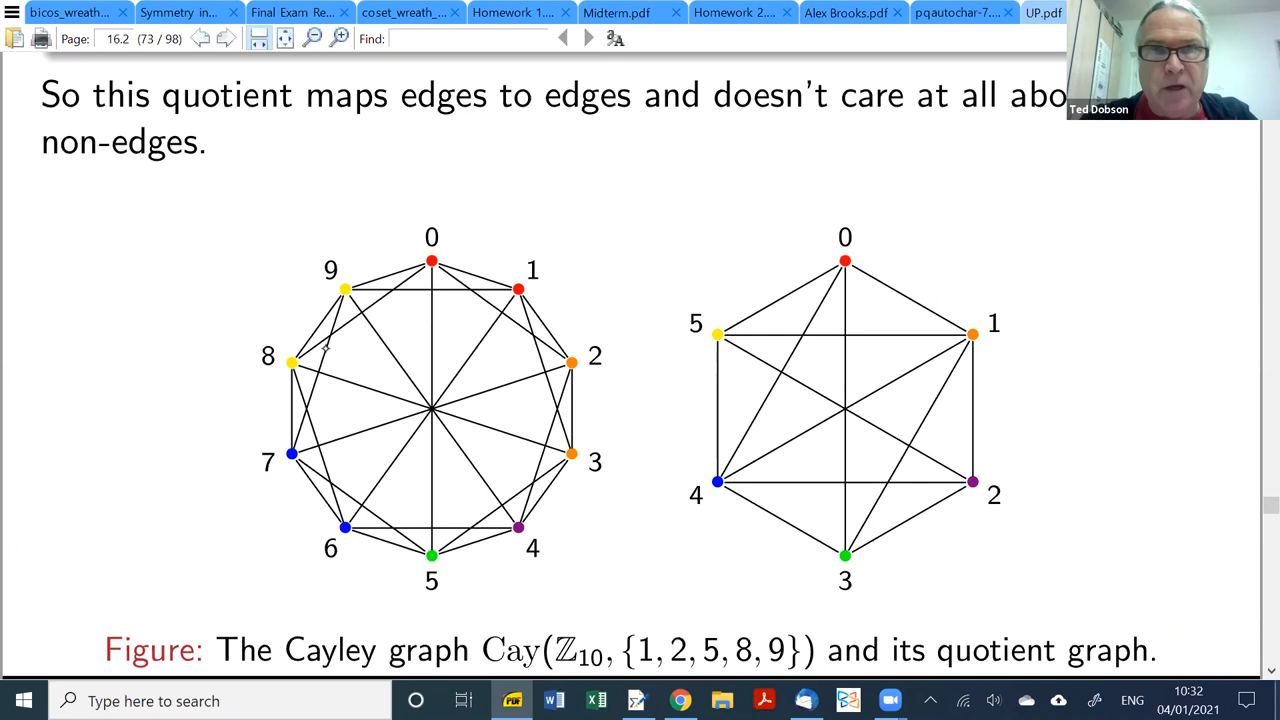 bicos_wreath...
Symmetry in...
Final Exam Re...
coset_wreath_...
Homework 1....
Midterm.pdf
Homework 2....
Alex Brooks.pdf
pqautochar-7....
UP.pdf
Page: 16.2 (73 / 98)
Find:
So this quotient maps edges to edges and doesn't care at all abo
non-edges.
Ted Dobson
0
9
1
8
2
7
3
6
4
5
0
5
1
4
2
3
Figure: The Cayley graph Cay(ℤ₁₀, {1, 2, 5, 8, 9}) and its quotient graph.
Type here to search
PDF
ENG
10:32
04/01/2021